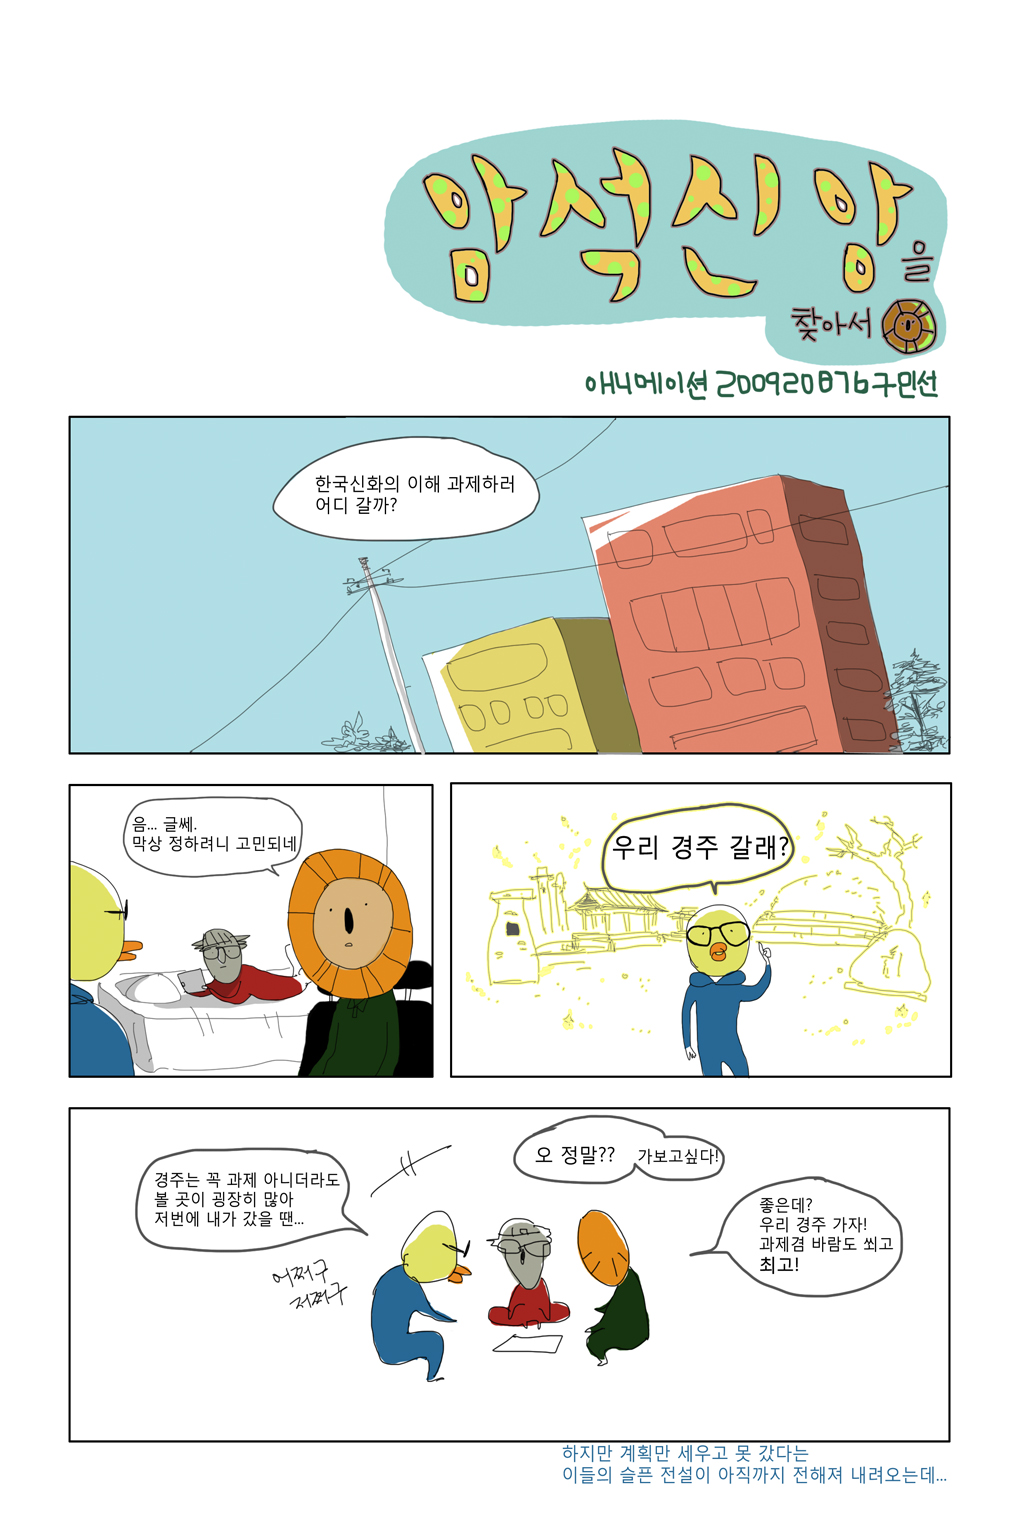 암석신앙을
찾아서
애니메이션 200920876 구민선
한국신화의 이해 과제하러
어디 갈까?
음... 글쎄.
막상 정하려니 고민되네
우리 경주 갈래?
오 정말??
가보고싶다!
경주는 꼭 과제 아니더라도
볼 곳이 굉장히 많아
저번에 내가 갔을 땐...
좋은데?
우리 경주 가자!
과제겸 바람도 쐬고
최고!
어쩌구
저쩌구
하지만 계획만 세우고 못 갔다는
이들의 슬픈 전설이 아직까지 전해져 내려오는데...